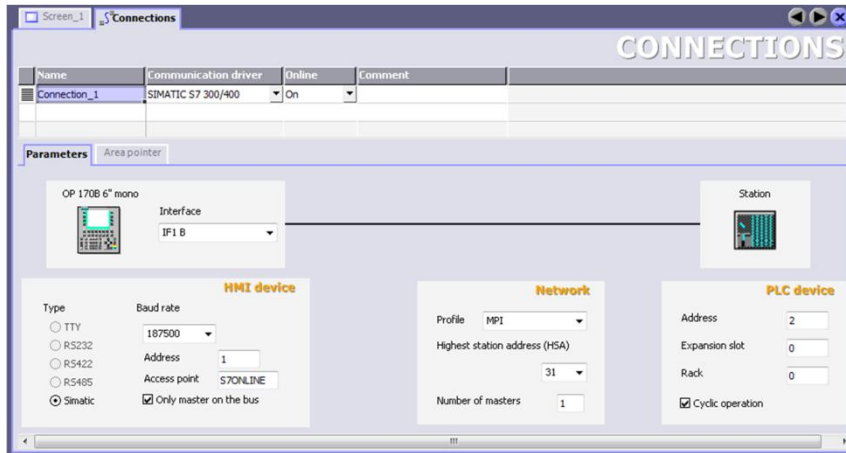 Screen_1 Connections
CONNECTIONS
Name Communication driver Online Comment
Connection_1 SIMATIC S7 300/400 On
Parameters Area pointer
OP 170B 6" mono
Interface
IF1 B
Station
HMI device
Type Baud rate
TTY
187500
RS232
Address 1
RS422
Access point S7ONLINE
RS485
Simatic Only master on the bus
Network
Profile MPI
Highest station address (HSA)
31
Number of masters 1
PLC device
Address 2
Expansion slot 0
Rack 0
Cyclic operation